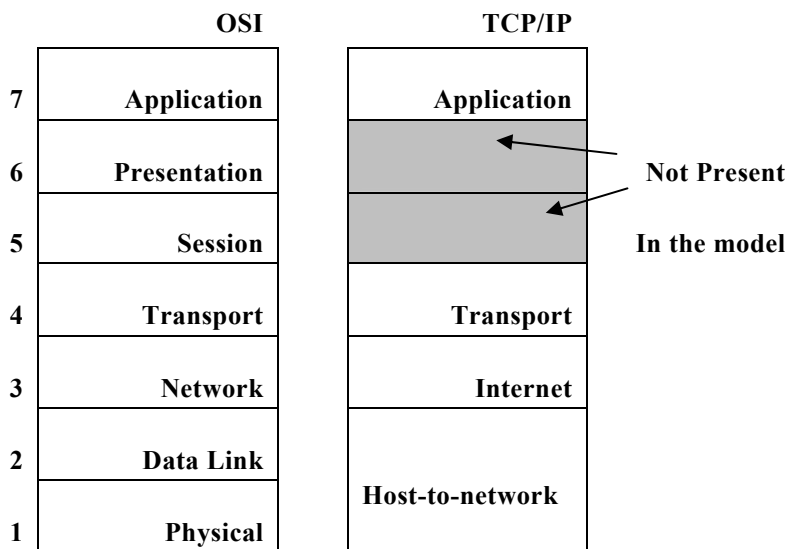 OSI TCP/IP
7 Application Application
6 Presentation Not Present
5 Session In the model
4 Transport Transport
3 Network Internet
2 Data Link
Host-to-network
1 Physical